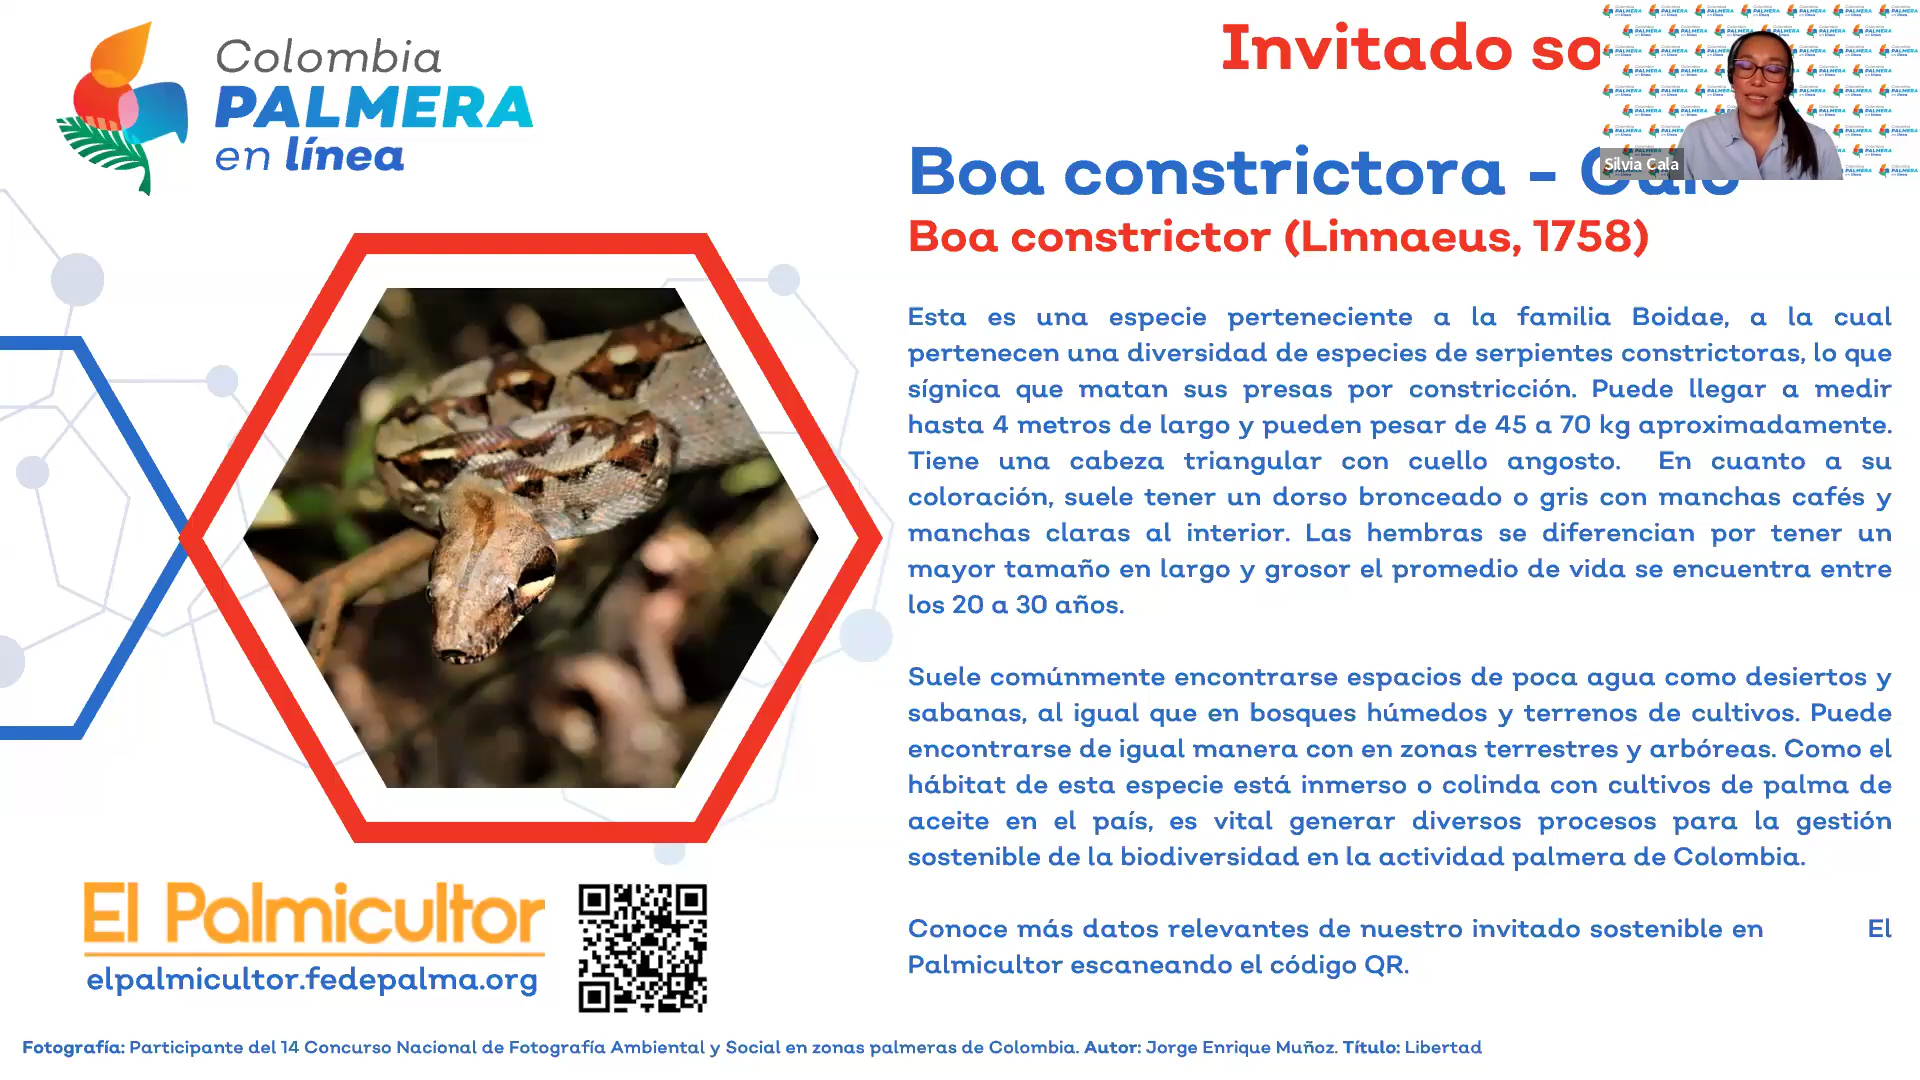 Colombia
PALMERA
en línea
Invitado so
Silvia Cala
Boa constrictora -
Boa constrictor (Linnaeus, 1758)
Esta es una especie perteneciente a la familia Boidae, a la cual
pertenecen una diversidad de especies de serpientes constrictoras, lo que
sígnica que matan sus presas por constricción. Puede llegar a medir
hasta 4 metros de largo y pueden pesar de 45 a 70 kg aproximadamente.
Tiene una cabeza triangular con cuello angosto. En cuanto a su
coloración, suele tener un dorso bronceado o gris con manchas cafés y
manchas claras al interior. Las hembras se diferencian por tener un
mayor tamaño en largo y grosor el promedio de vida se encuentra entre
los 20 a 30 años.
Suele comúnmente encontrarse espacios de poca agua como desiertos y
sabanas, al igual que en bosques húmedos y terrenos de cultivos. Puede
encontrarse de igual manera con en zonas terrestres y arbóreas. Como el
hábitat de esta especie está inmerso o colinda con cultivos de palma de
aceite en el país, es vital generar diversos procesos para la gestión
sostenible de la biodiversidad en la actividad palmera de Colombia.
Conoce más datos relevantes de nuestro invitado sostenible en El
Palmicultor escaneando el código QR.
El Palmicultor
elpalmicultor.fedepalma.org
Fotografía: Participante del 14 Concurso Nacional de Fotografía Ambiental y Social en zonas palmeras de Colombia. Autor: Jorge Enrique Muñoz. Título: Libertad